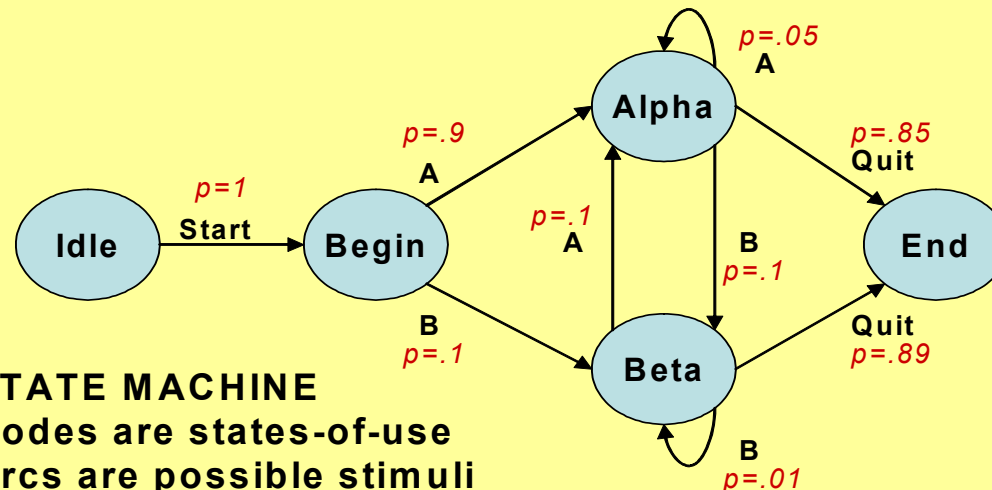 p=.05
A
Alpha
p=.9
A
p=.85
Quit
p=1
Start
Idle
Begin
p=.1
A
B
p=.1
End
B
p=.1
Quit
p=.89
Beta
TATE MACHINE
odes are states-of-use
rcs are possible stimuli
B
p=.01